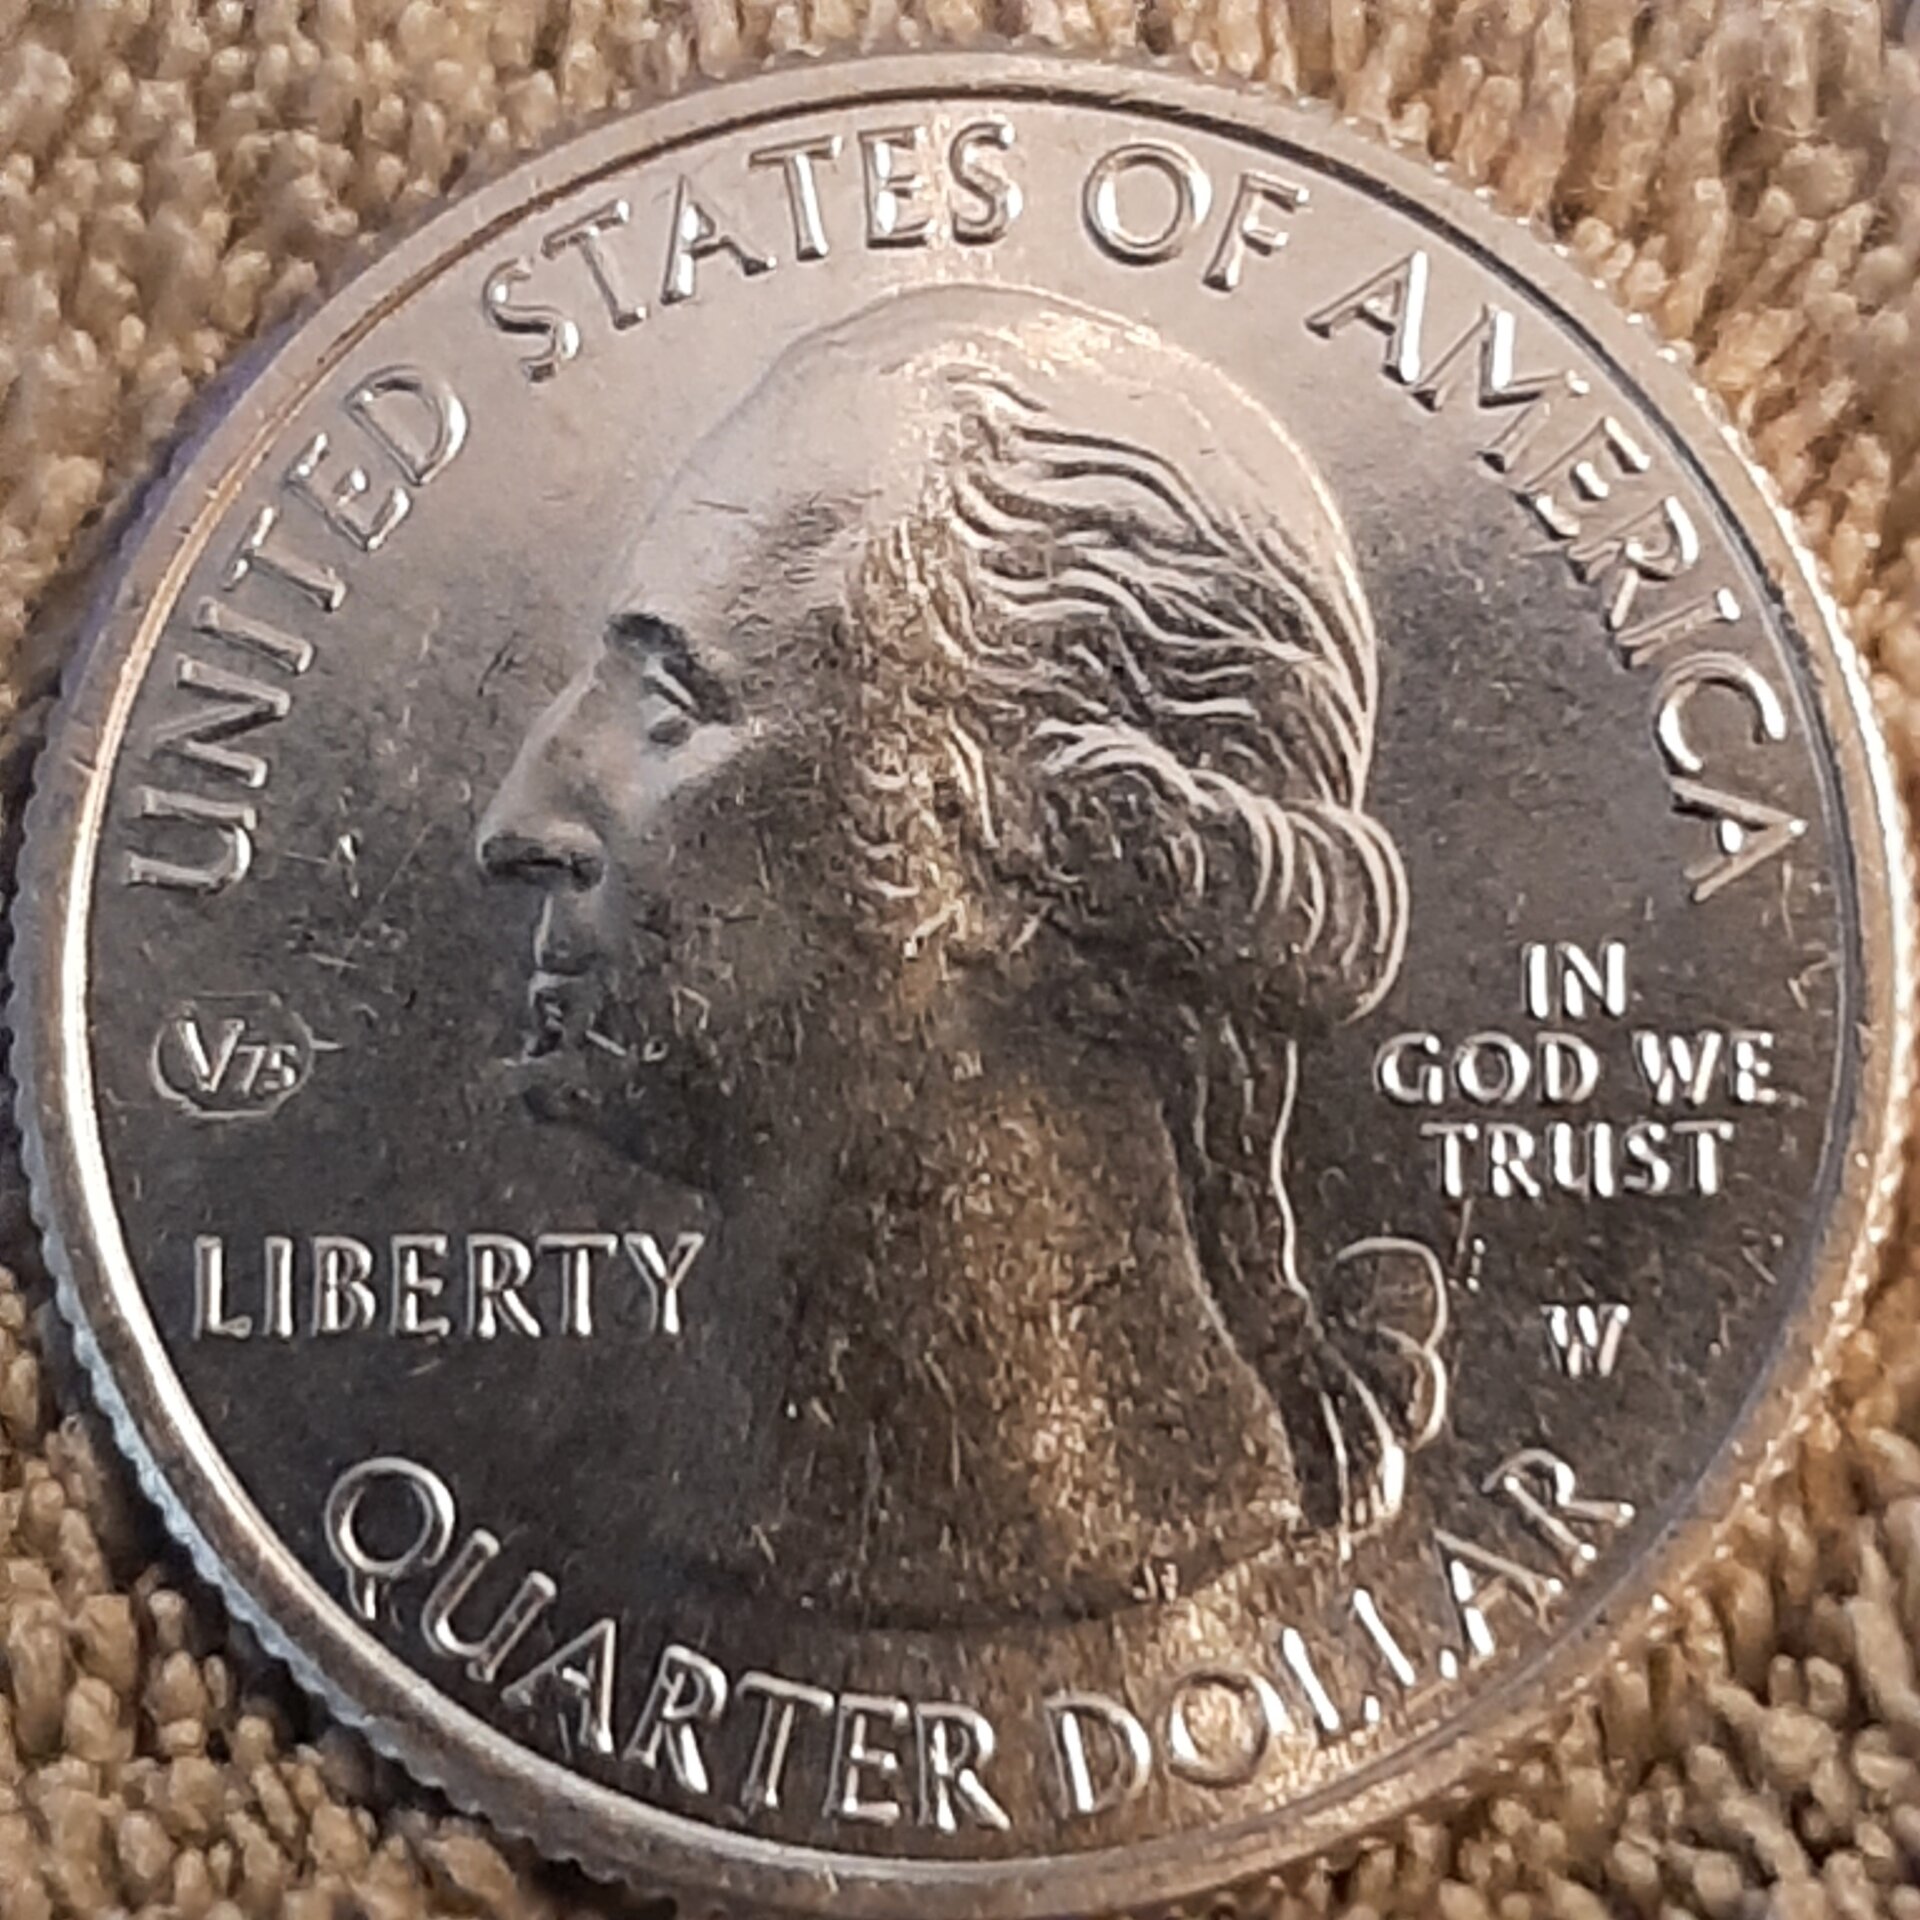 UNITED STATES OF AMERICA
IN
GOD WE
TRUST
V75
LIBERTY
W
QUARTER DOLLAR